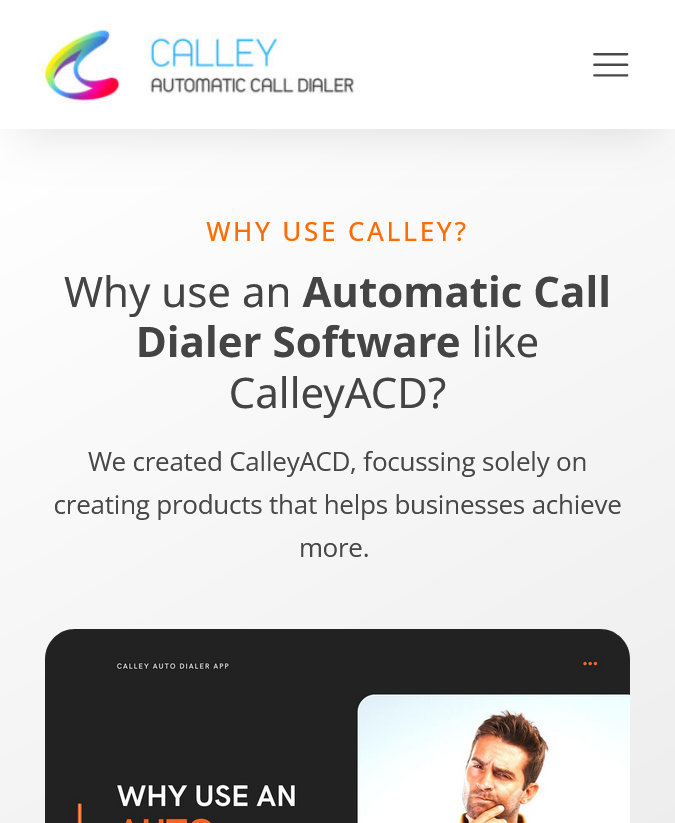 CALLEY
AUTOMATIC CALL DIALER
WHY USE CALLEY?
Why use an Automatic Call
Dialer Software like
CalleyACD?
We created CalleyACD, focussing solely on
creating products that helps businesses achieve
more.
CALLEY AUTO DIALER APP
WHY USE AN
AUTO